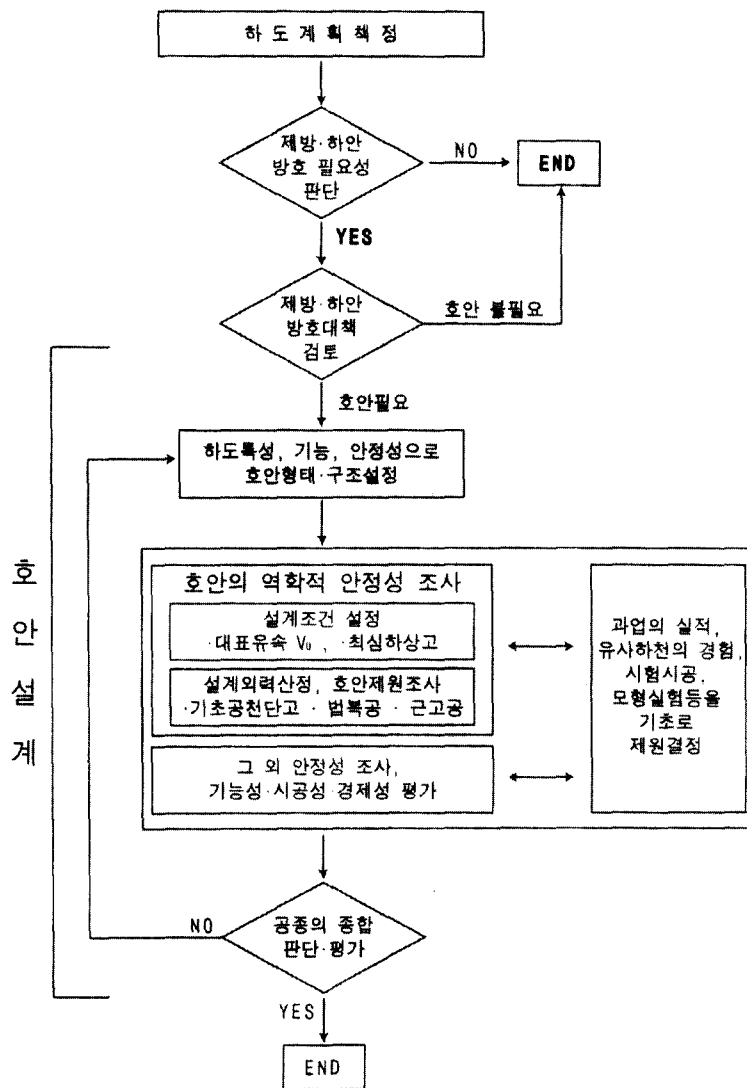 하 도 계 획 책 정
제방·하안
방호 필요성
판단
NO
END
YES
제방·하안
방호대책
검토
호안 불필요
호안필요
하도특성, 기능, 안정성으로
호안형태·구조설정
호안설계
호안의 역학적 안정성 조사
설계조건 설정
·대표유속 V₀ , ·최심하상고
설계외력산정, 호안제원조사
·기초공천단고 · 법복공 · 근고공
그 외 안정성 조사,
기능성·시공성·경제성 평가
과업의 실적,
유사하천의 경험,
시험시공,
모형실험등을
기초로
제원결정
공종의 종합
판단·평가
NO
YES
END